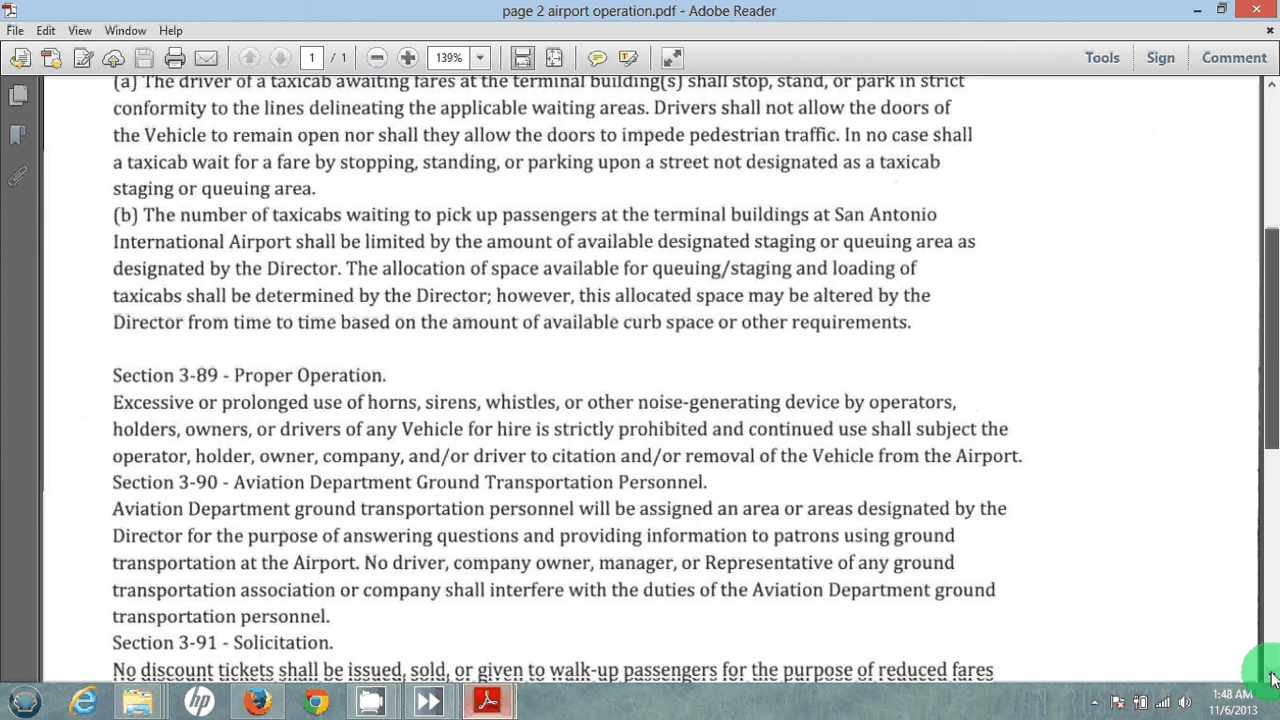 page 2 airport operation.pdf - Adobe Reader
File Edit View Window Help
1 / 1 139% Tools Sign Comment
(a) The driver of a taxicab awaiting fares at the terminal building(s) shall stop, stand, or park in strict
conformity to the lines delineating the applicable waiting areas. Drivers shall not allow the doors of
the Vehicle to remain open nor shall they allow the doors to impede pedestrian traffic. In no case shall
a taxicab wait for a fare by stopping, standing, or parking upon a street not designated as a taxicab
staging or queuing area.
(b) The number of taxicabs waiting to pick up passengers at the terminal buildings at San Antonio
International Airport shall be limited by the amount of available designated staging or queuing area as
designated by the Director. The allocation of space available for queuing/staging and loading of
taxicabs shall be determined by the Director; however, this allocated space may be altered by the
Director from time to time based on the amount of available curb space or other requirements.
Section 3-89 - Proper Operation.
Excessive or prolonged use of horns, sirens, whistles, or other noise-generating device by operators,
holders, owners, or drivers of any Vehicle for hire is strictly prohibited and continued use shall subject the
operator, holder, owner, company, and/or driver to citation and/or removal of the Vehicle from the Airport.
Section 3-90 - Aviation Department Ground Transportation Personnel.
Aviation Department ground transportation personnel will be assigned an area or areas designated by the
Director for the purpose of answering questions and providing information to patrons using ground
transportation at the Airport. No driver, company owner, manager, or Representative of any ground
transportation association or company shall interfere with the duties of the Aviation Department ground
transportation personnel.
Section 3-91 - Solicitation.
No discount tickets shall be issued, sold, or given to walk-up passengers for the purpose of reduced fares
hp
1:48 AM
11/6/2013